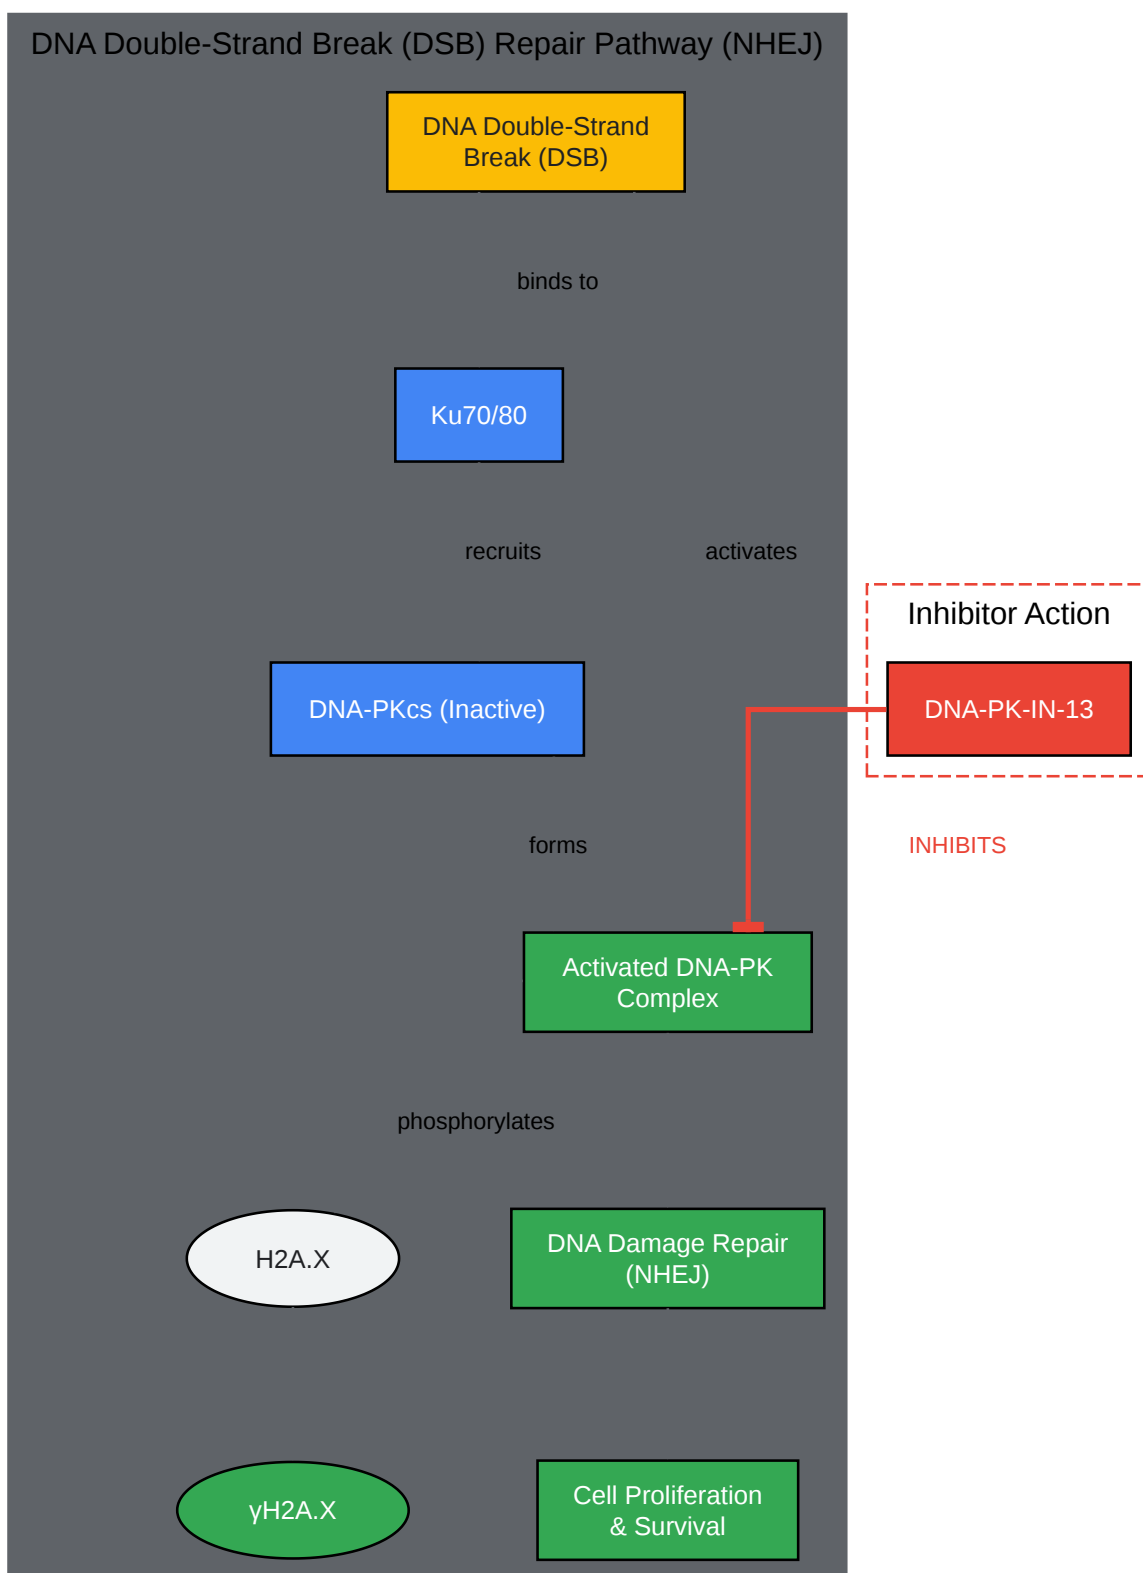 DNA Double-Strand Break (DSB) Repair Pathway (NHEJ)
DNA Double-Strand
Break (DSB)
binds to
Ku70/80
recruits
activates
Inhibitor Action
DNA-PKcs (Inactive)
DNA-PK-IN-13
forms
INHIBITS
Activated DNA-PK
Complex
phosphorylates
H2A.X
DNA Damage Repair
(NHEJ)
γH2A.X
Cell Proliferation
& Survival